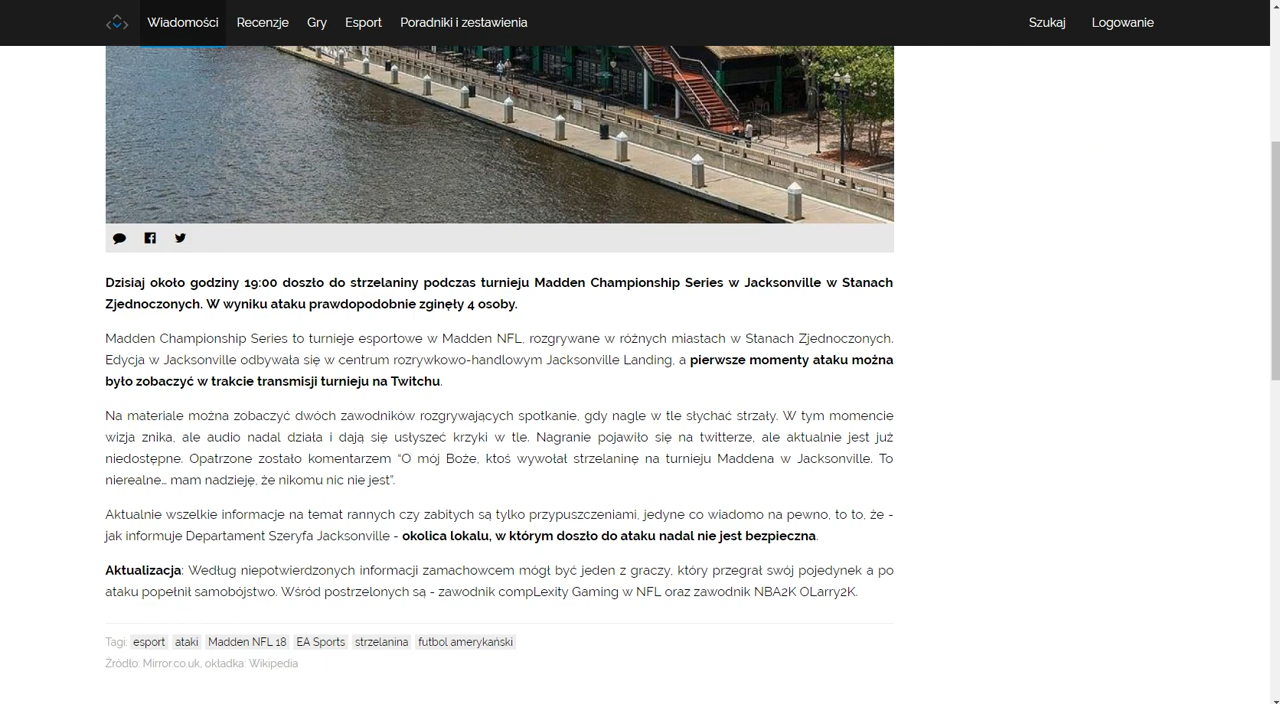 Wiadomości Recenzje Gry Esport Poradniki i zestawienia Szukaj Logowanie
Dzisiaj około godziny 19:00 doszło do strzelaniny podczas turnieju Madden Championship Series w Jacksonville w Stanach
Zjednoczonych. W wyniku ataku prawdopodobnie zginęły 4 osoby.
Madden Championship Series to turnieje esportowe w Madden NFL, rozgrywane w różnych miastach w Stanach Zjednoczonych.
Edycja w Jacksonville odbywała się w centrum rozrywkowo-handlowym Jacksonville Landing, a pierwsze momenty ataku można
było zobaczyć w trakcie transmisji turnieju na Twitchu.
Na materiale można zobaczyć dwóch zawodników rozgrywających spotkanie, gdy nagle w tle słychać strzały. W tym momencie
wizja znika, ale audio nadal działa i dają się usłyszeć krzyki w tle. Nagranie pojawiło się na twitterze, ale aktualnie jest już
niedostępne. Opatrzone zostało komentarzem “O mój Boże, ktoś wywołał strzelaninę na turnieju Maddena w Jacksonville. To
nierealne… mam nadzieję, że nikomu nic nie jest”.
Aktualnie wszelkie informacje na temat rannych czy zabitych są tylko przypuszczeniami, jedyne co wiadomo na pewno, to to, że -
jak informuje Departament Szeryfa Jacksonville - okolica lokalu, w którym doszło do ataku nadal nie jest bezpieczna.
Aktualizacja: Według niepotwierdzonych informacji zamachowcem mógł być jeden z graczy, który przegrał swój pojedynek a po
ataku popełnił samobójstwo. Wśród postrzelonych są - zawodnik compLexity Gaming w NFL oraz zawodnik NBA2K OLarry2K.
Tagi: esport ataki Madden NFL 18 EA Sports strzelanina futbol amerykański
Źródło: Mirror.co.uk, okładka: Wikipedia